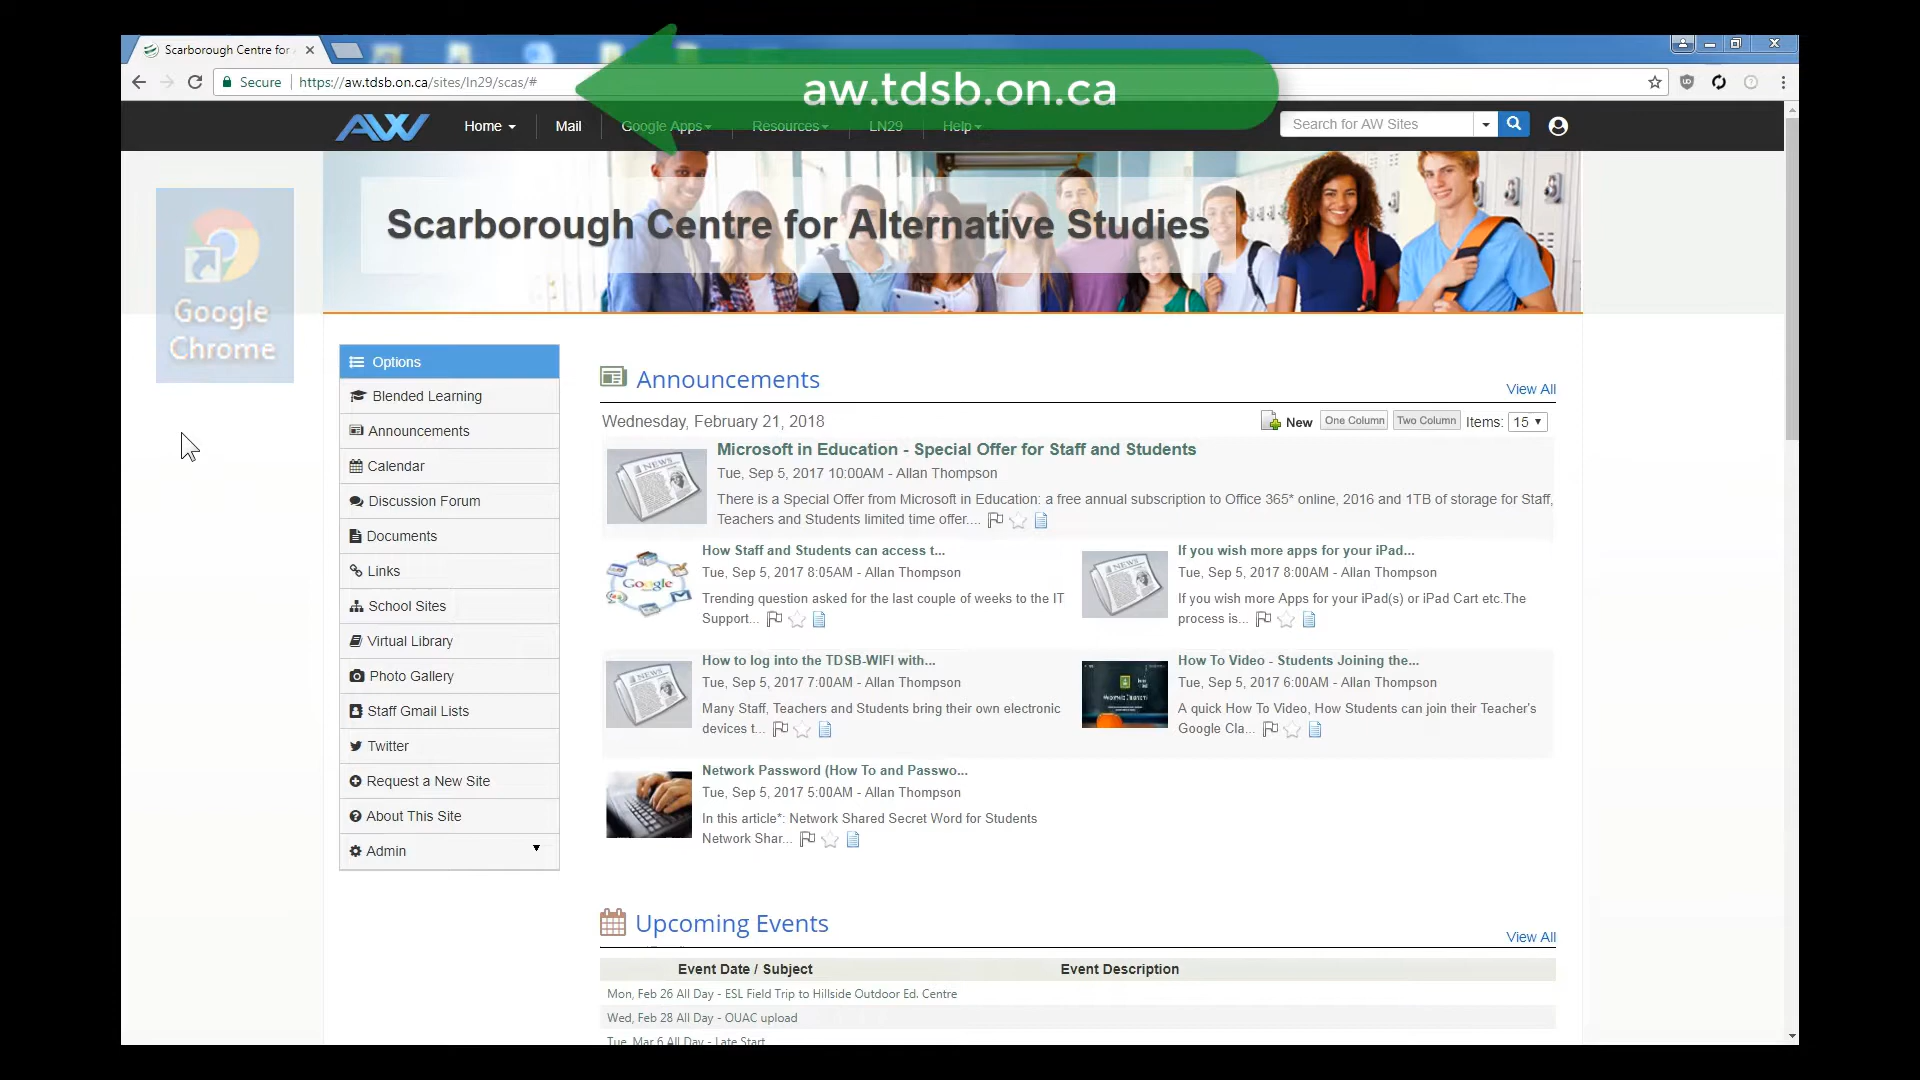 Scarborough Centre for
aw.tdsb.on.ca
Secure https://aw.tdsb.on.ca/sites/ln29/scas/#
AW Home Mail Google Apps Resources LN29 Help Search for AW Sites
Scarborough Centre for Alternative Studies
Google
Chrome
Options
Blended Learning
Announcements
Calendar
Discussion Forum
Documents
Links
School Sites
Virtual Library
Photo Gallery
Staff Gmail Lists
Twitter
Request a New Site
About This Site
Admin
Announcements
View All
Wednesday, February 21, 2018 New One Column Two Column Items: 15
NEWS
Microsoft in Education - Special Offer for Staff and Students
Tue, Sep 5, 2017 10:00AM - Allan Thompson
There is a Special Offer from Microsoft in Education: a free annual subscription to Office 365* online, 2016 and 1TB of storage for Staff,
Teachers and Students limited time offer....
Google
How Staff and Students can access t...
Tue, Sep 5, 2017 8:05AM - Allan Thompson
Trending question asked for the last couple of weeks to the IT
Support...
NEWS
If you wish more apps for your iPad...
Tue, Sep 5, 2017 8:00AM - Allan Thompson
If you wish more Apps for your iPad(s) or iPad Cart etc.The
process is...
NEWS
How to log into the TDSB-WIFI with...
Tue, Sep 5, 2017 7:00AM - Allan Thompson
Many Staff, Teachers and Students bring their own electronic
devices t...
How To Video - Students Joining the...
Tue, Sep 5, 2017 6:00AM - Allan Thompson
A quick How To Video, How Students can join their Teacher's
Google Cla...
Network Password (How To and Passwo...
Tue, Sep 5, 2017 5:00AM - Allan Thompson
In this article*: Network Shared Secret Word for Students
Network Shar...
Upcoming Events
View All
Event Date / Subject Event Description
Mon, Feb 26 All Day - ESL Field Trip to Hillside Outdoor Ed. Centre
Wed, Feb 28 All Day - OUAC upload
Tue, Mar 6 All Day - Late Start